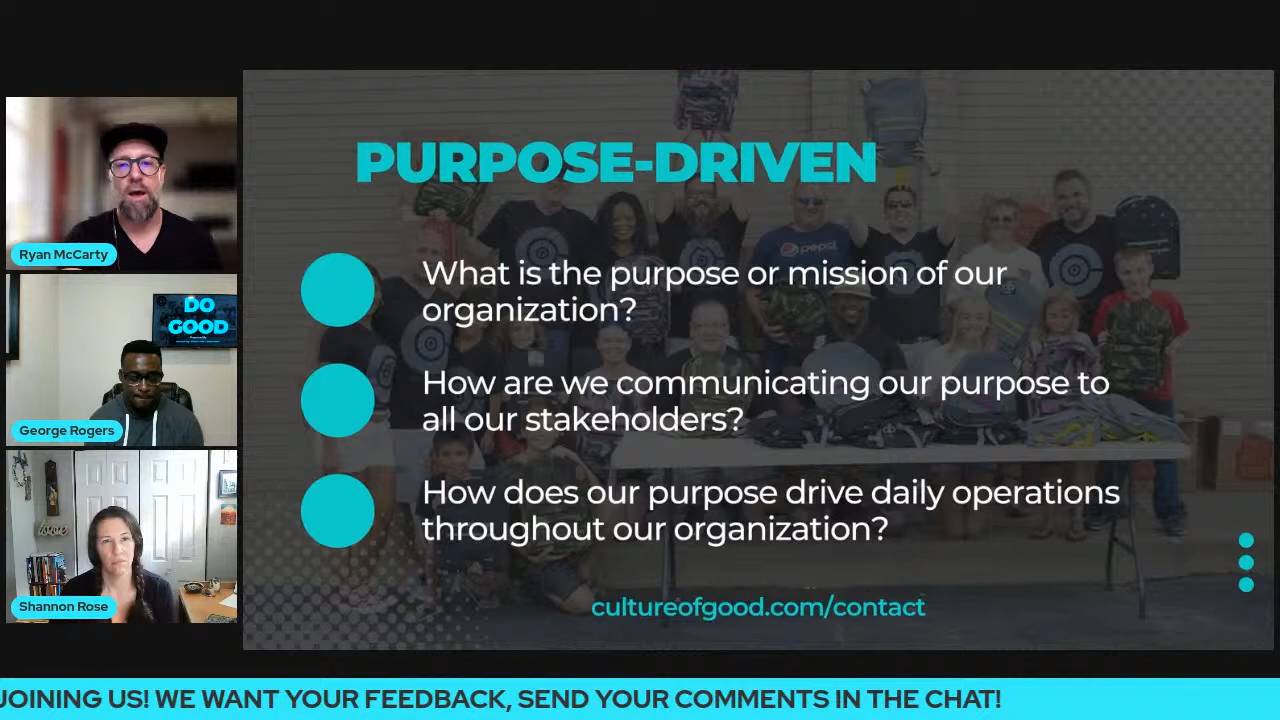 PURPOSE-DRIVEN
What is the purpose or mission of our
organization?
How are we communicating our purpose to
all our stakeholders?
How does our purpose drive daily operations
throughout our organization?
cultureofgood.com/contact
Ryan McCarty
DO
GOOD
George Rogers
Shannon Rose
pepsi
JOINING US! WE WANT YOUR FEEDBACK, SEND YOUR COMMENTS IN THE CHAT!